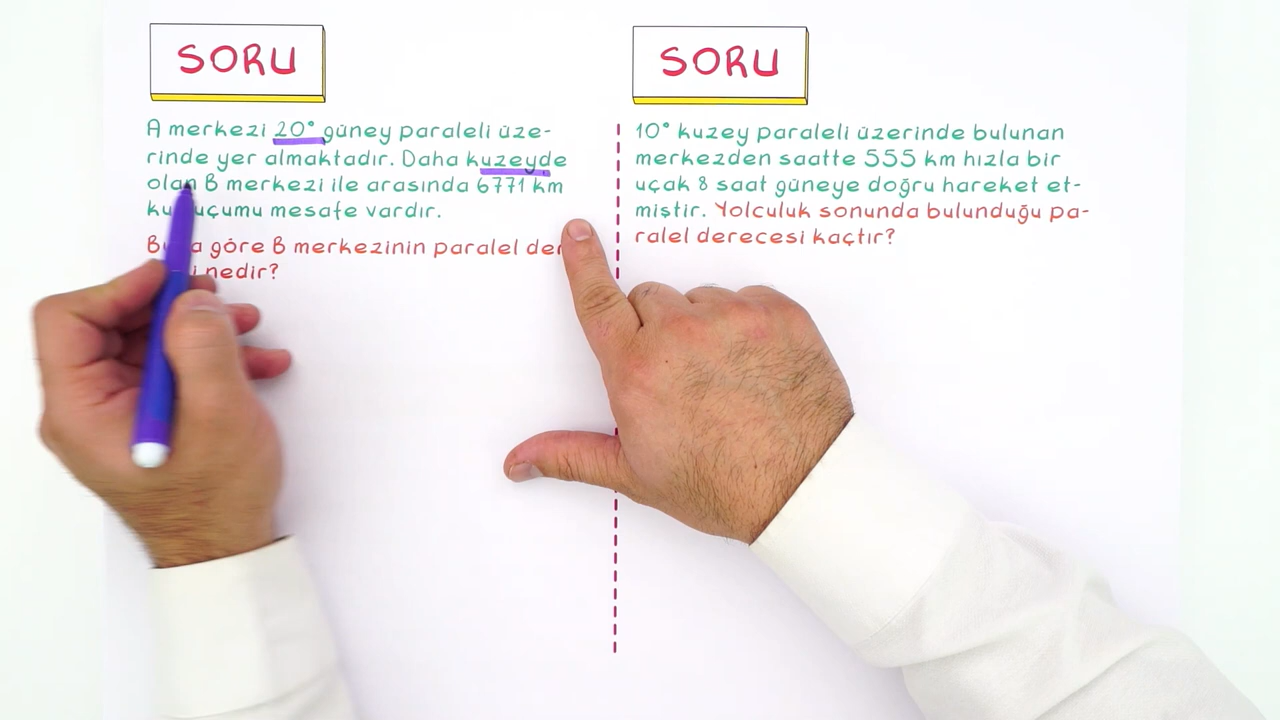 SORU
A merkezi 20° güney paraleli üze-
rinde yer almaktadır. Daha kuzeyde
olan B merkezi ile arasında 6771 km
mesafe vardır.
göre B merkezinin paralel
nedir?
SORU
10° kuzey paraleli üzerinde bulunan
merkezden saatte 555 km hızla bir
uçak 8 saat güneye doğru hareket et-
miştir. Yolculuk sonunda bulunduğu pa-
ralel derecesi kaçtır?